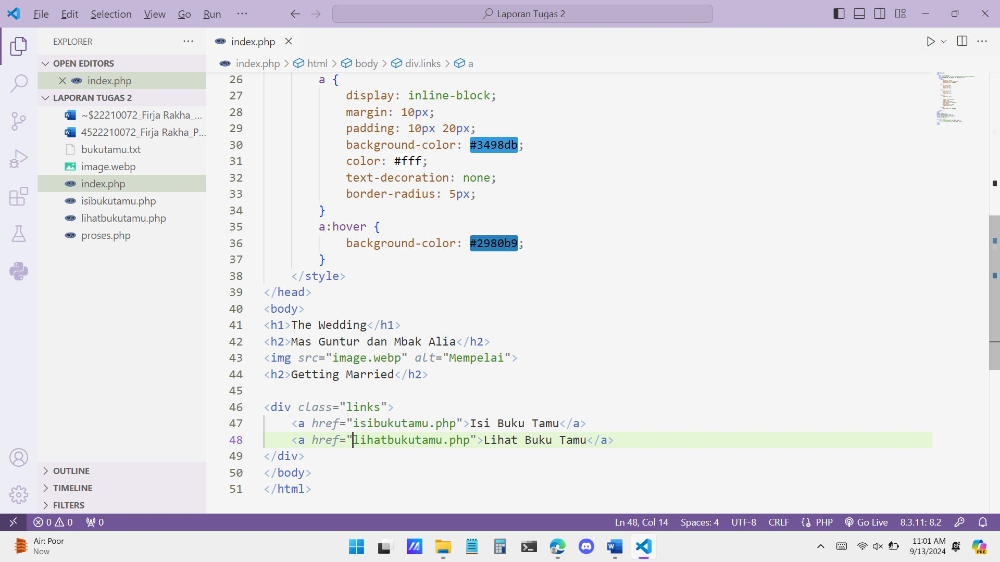 File Edit Selection View Go Run ··· Laporan Tugas 2
EXPLORER ···
OPEN EDITORS
index.php
LAPORAN TUGAS 2
~$22210072_Firja Rakha_...
4522210072_Firja Rakha_P...
bukutamu.txt
image.webp
index.php
isibukutamu.php
lihatbukutamu.php
proses.php
OUTLINE
TIMELINE
FILTERS
index.php
index.php > html > body > div.links > a
26 a {
27 display: inline-block;
28 margin: 10px;
29 padding: 10px 20px;
30 background-color: #3498db;
31 color: #fff;
32 text-decoration: none;
33 border-radius: 5px;
34 }
35 a:hover {
36 background-color: #2980b9;
37 }
38 </style>
39 </head>
40 <body>
41 <h1>The Wedding</h1>
42 <h2>Mas Guntur dan Mbak Alia</h2>
43 <img src="image.webp" alt="Mempelai">
44 <h2>Getting Married</h2>
45
46 <div class="links">
47 <a href="isibukutamu.php">Isi Buku Tamu</a>
48 <a href="lihatbukutamu.php">Lihat Buku Tamu</a>
49 </div>
50 </body>
51 </html>
0 0 0 Ln 48, Col 14 Spaces: 4 UTF-8 CRLF PHP Go Live 8.3.11: 8.2
Air: Poor
Now
11:01 AM
9/13/2024
PRE